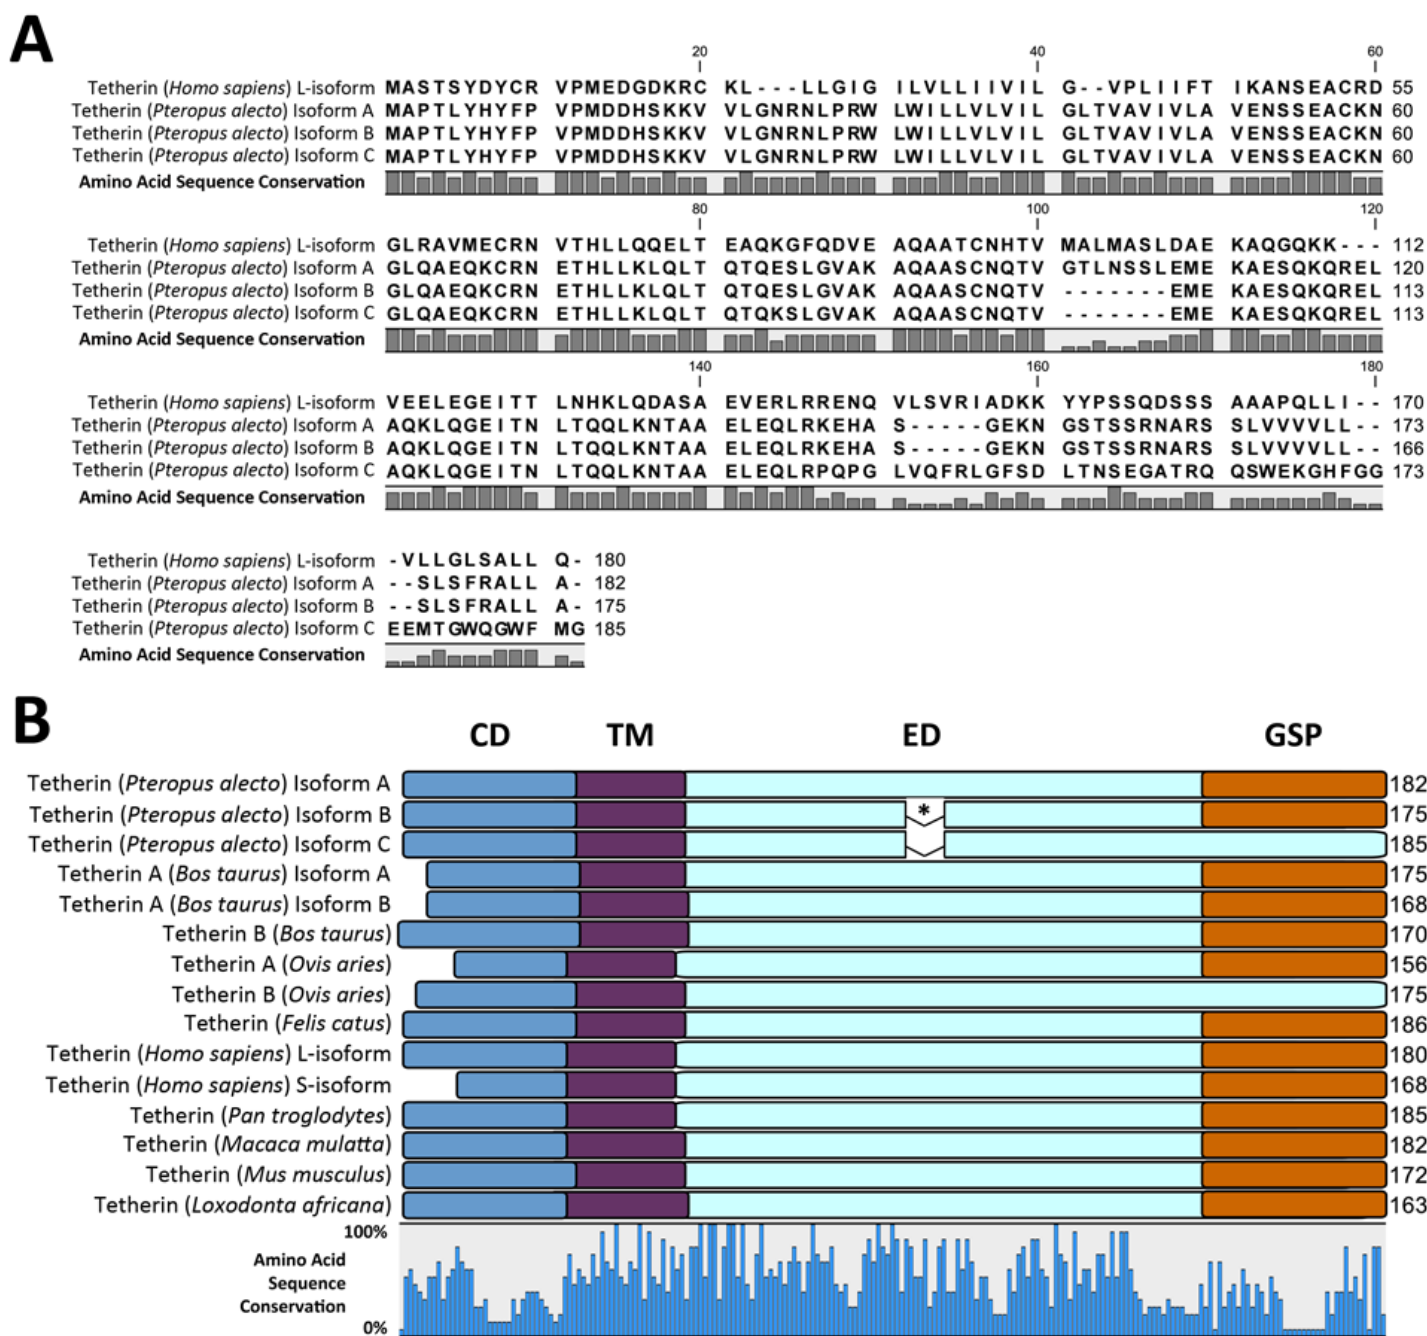 A
20 40 60
Tetherin (Homo sapiens) L-isoform MASTSYDYCR VPMEDGDKRC KL---LLGIG ILVLLIIVIL G--VPLIIFT IKANSEACRD 55
Tetherin (Pteropus alecto) Isoform A MAPTLYHYFP VPMDDHSKKV VLGNRNLPRW LWILLVLVIL GLTVAVIVLA VENSSEACKN 60
Tetherin (Pteropus alecto) Isoform B MAPTLYHYFP VPMDDHSKKV VLGNRNLPRW LWILLVLVIL GLTVAVIVLA VENSSEACKN 60
Tetherin (Pteropus alecto) Isoform C MAPTLYHYFP VPMDDHSKKV VLGNRNLPRW LWILLVLVIL GLTVAVIVLA VENSSEACKN 60
Amino Acid Sequence Conservation
80 100 120
Tetherin (Homo sapiens) L-isoform GLRAVMECRN VTHLLQQELT EAQKGFQDVE AQAATCNHTV MALMASLDAE KAQGQKK--- 112
Tetherin (Pteropus alecto) Isoform A GLQAEQKCRN ETHLLKLQLT QTQESLGVAK AQAASCNQTV GTLNSSLEME KAESQKQREL 120
Tetherin (Pteropus alecto) Isoform B GLQAEQKCRN ETHLLKLQLT QTQESLGVAK AQAASCNQTV -------EME KAESQKQREL 113
Tetherin (Pteropus alecto) Isoform C GLQAEQKCRN ETHLLKLQLT QTQKSLGVAK AQAASCNQTV -------EME KAESQKQREL 113
Amino Acid Sequence Conservation
140 160 180
Tetherin (Homo sapiens) L-isoform VEELEGEITT LNHKLQDASA EVERLRRENQ VLSVRIADKK YYPSSQDSSS AAAPQLLI-- 170
Tetherin (Pteropus alecto) Isoform A AQKLQGEITN LTQQLKNTAA ELEQLRKEHA S-----GEKN GSTSSRNARS SLVVVVLL-- 173
Tetherin (Pteropus alecto) Isoform B AQKLQGEITN LTQQLKNTAA ELEQLRKEHA S-----GEKN GSTSSRNARS SLVVVVLL-- 166
Tetherin (Pteropus alecto) Isoform C AQKLQGEITN LTQQLKNTAA ELEQLRPQPG LVQFRLGFSD LTNSEGATRQ QSWEKGHFGG 173
Amino Acid Sequence Conservation
Tetherin (Homo sapiens) L-isoform -VLLGLSALL Q- 180
Tetherin (Pteropus alecto) Isoform A --SLSFRALL A- 182
Tetherin (Pteropus alecto) Isoform B --SLSFRALL A- 175
Tetherin (Pteropus alecto) Isoform C EEMTGWQGWF MG 185
Amino Acid Sequence Conservation
B
CD TM ED GSP
Tetherin (Pteropus alecto) Isoform A 182
Tetherin (Pteropus alecto) Isoform B * 175
Tetherin (Pteropus alecto) Isoform C 185
Tetherin A (Bos taurus) Isoform A 175
Tetherin A (Bos taurus) Isoform B 168
Tetherin B (Bos taurus) 170
Tetherin A (Ovis aries) 156
Tetherin B (Ovis aries) 175
Tetherin (Felis catus) 186
Tetherin (Homo sapiens) L-isoform 180
Tetherin (Homo sapiens) S-isoform 168
Tetherin (Pan troglodytes) 185
Tetherin (Macaca mulatta) 182
Tetherin (Mus musculus) 172
Tetherin (Loxodonta africana) 163
100%
Amino Acid
Sequence
Conservation
0%